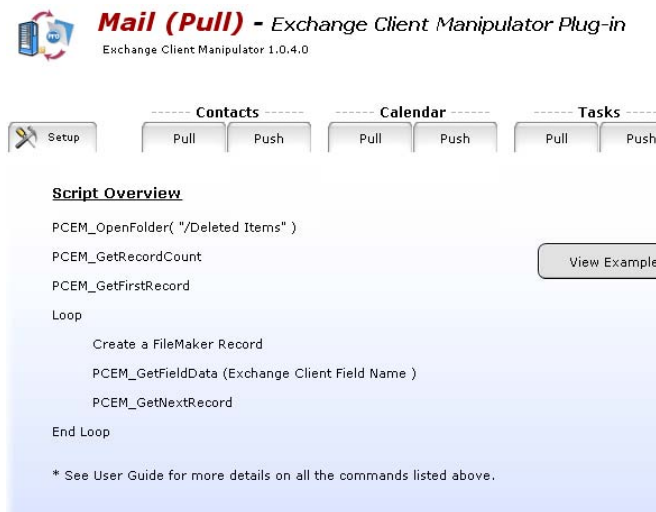 Mail (Pull) - Exchange Client Manipulator Plug-in
Exchange Client Manipulator 1.0.4.0
------ Contacts ------ ------ Calendar ------ ------ Tasks -----
Setup Pull Push Pull Push Pull Push
Script Overview
PCEM_OpenFolder( "/Deleted Items" )
PCEM_GetRecordCount
View Example
PCEM_GetFirstRecord
Loop
Create a FileMaker Record
PCEM_GetFieldData (Exchange Client Field Name )
PCEM_GetNextRecord
End Loop
* See User Guide for more details on all the commands listed above.